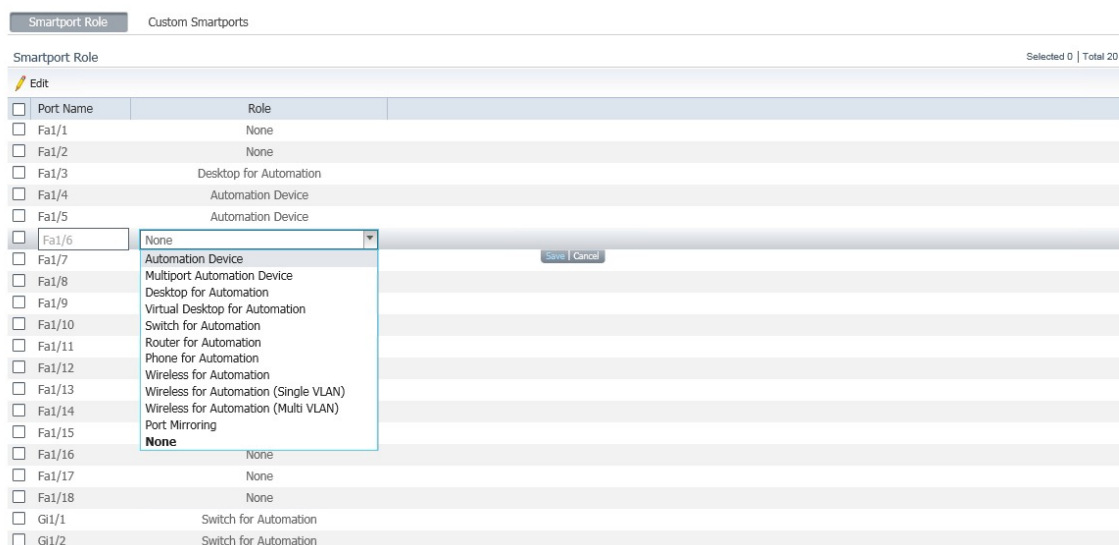 Smartport Role Custom Smartports
Smartport Role Selected 0 | Total 20
Edit
Port Name Role
Fa1/1 None
Fa1/2 None
Fa1/3 Desktop for Automation
Fa1/4 Automation Device
Fa1/5 Automation Device
Fa1/6 None
Fa1/7 Automation Device Save | Cancel
Multiport Automation Device
Fa1/8
Desktop for Automation
Fa1/9 Virtual Desktop for Automation
Fa1/10 Switch for Automation
Fa1/11 Router for Automation
Phone for Automation
Fa1/12
Wireless for Automation
Fa1/13 Wireless for Automation (Single VLAN)
Fa1/14 Wireless for Automation (Multi VLAN)
Fa1/15 Port Mirroring
None
Fa1/16 None
Fa1/17 None
Fa1/18 None
Gi1/1 Switch for Automation
Gi1/2 Switch for Automation